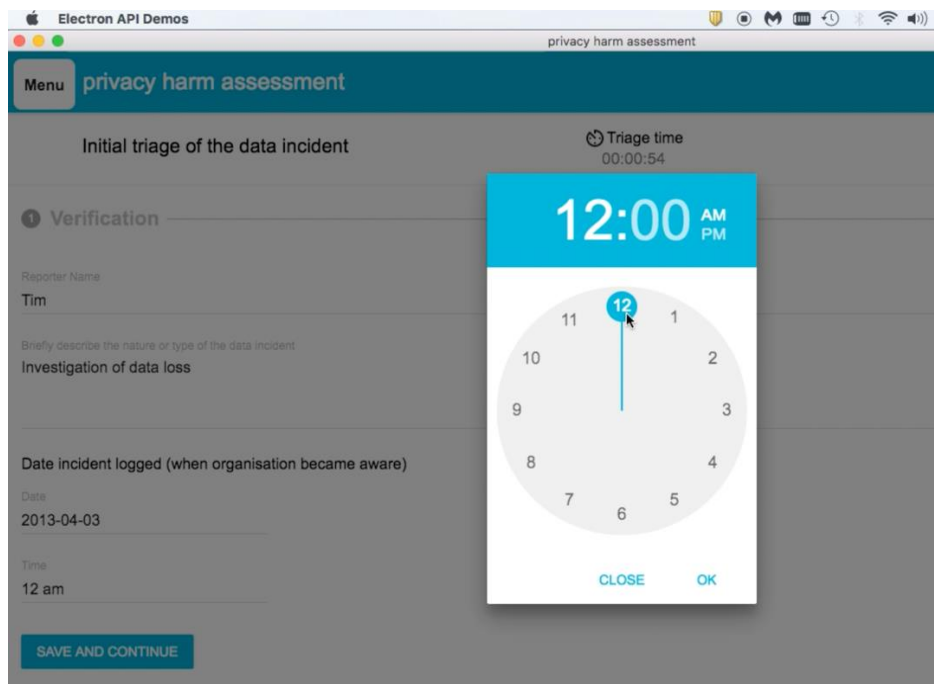 Electron API Demos
privacy harm assessment
Menu privacy harm assessment
Initial triage of the data incident
Triage time
00:00:54
1 Verification
Reporter Name
Tim
Briefly describe the nature or type of the data incident
Investigation of data loss
Date incident logged (when organisation became aware)
Date
2013-04-03
Time
12 am
SAVE AND CONTINUE
12:00 AM
PM
12
11 1
10 2
9 3
8 4
7 5
6
CLOSE OK